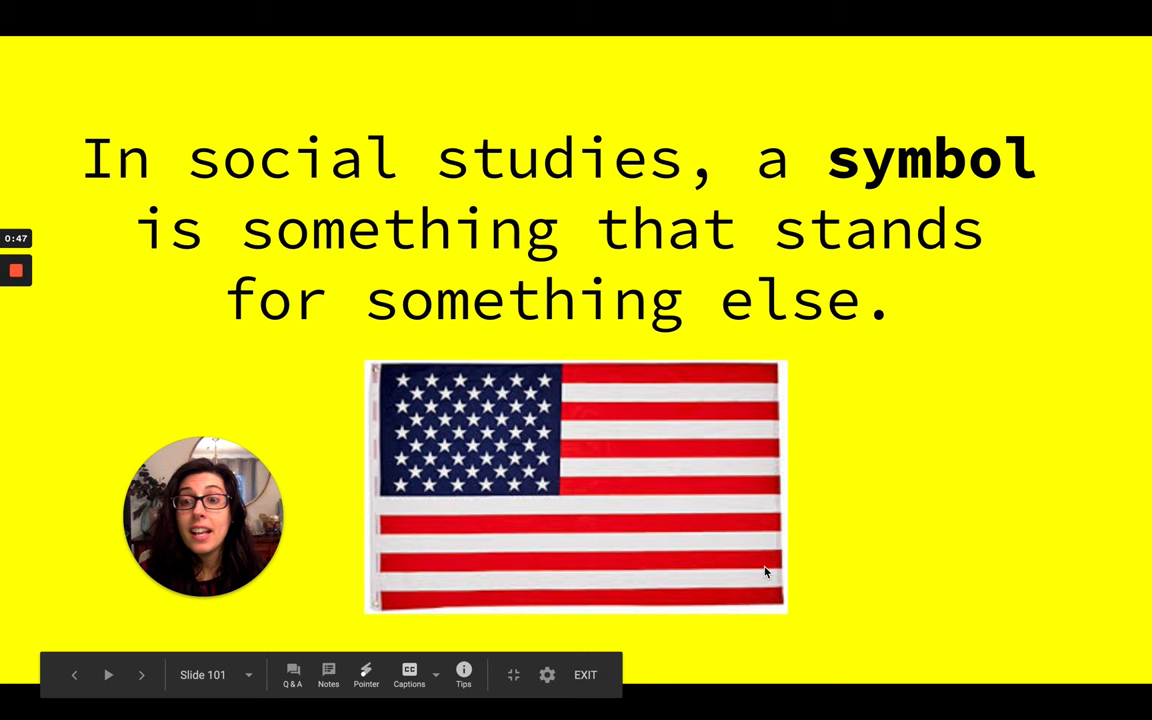 In social studies, a symbol
is something that stands
for something else.
0:47
Slide 101
Q & A
Notes
Pointer
CC
Captions
Tips
EXIT